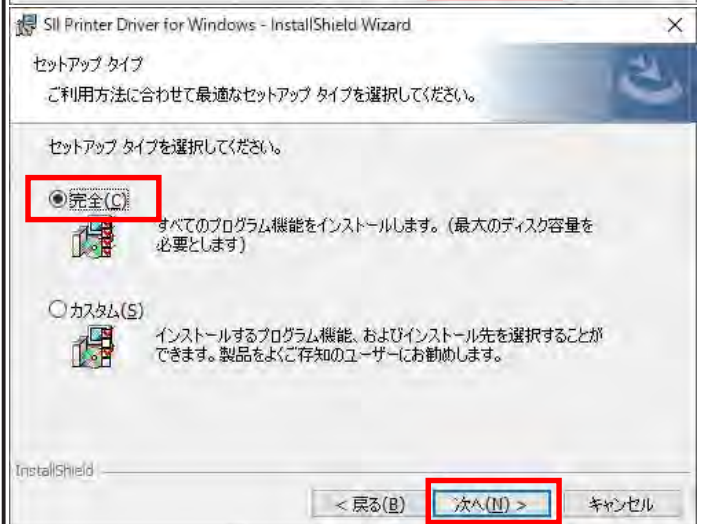 SII Printer Driver for Windows - InstallShield Wizard
セットアップ タイプ
ご利用方法に合わせて最適なセットアップ タイプを選択してください。
セットアップ タイプを選択してください。
完全(C)
すべてのプログラム機能をインストールします。(最大のディスク容量を
必要とします)
カスタム(S)
インストールするプログラム機能、およびインストール先を選択することが
できます。製品をよくご存知のユーザーにお勧めします。
InstallShield
< 戻る(B)
次へ(N) >
キャンセル